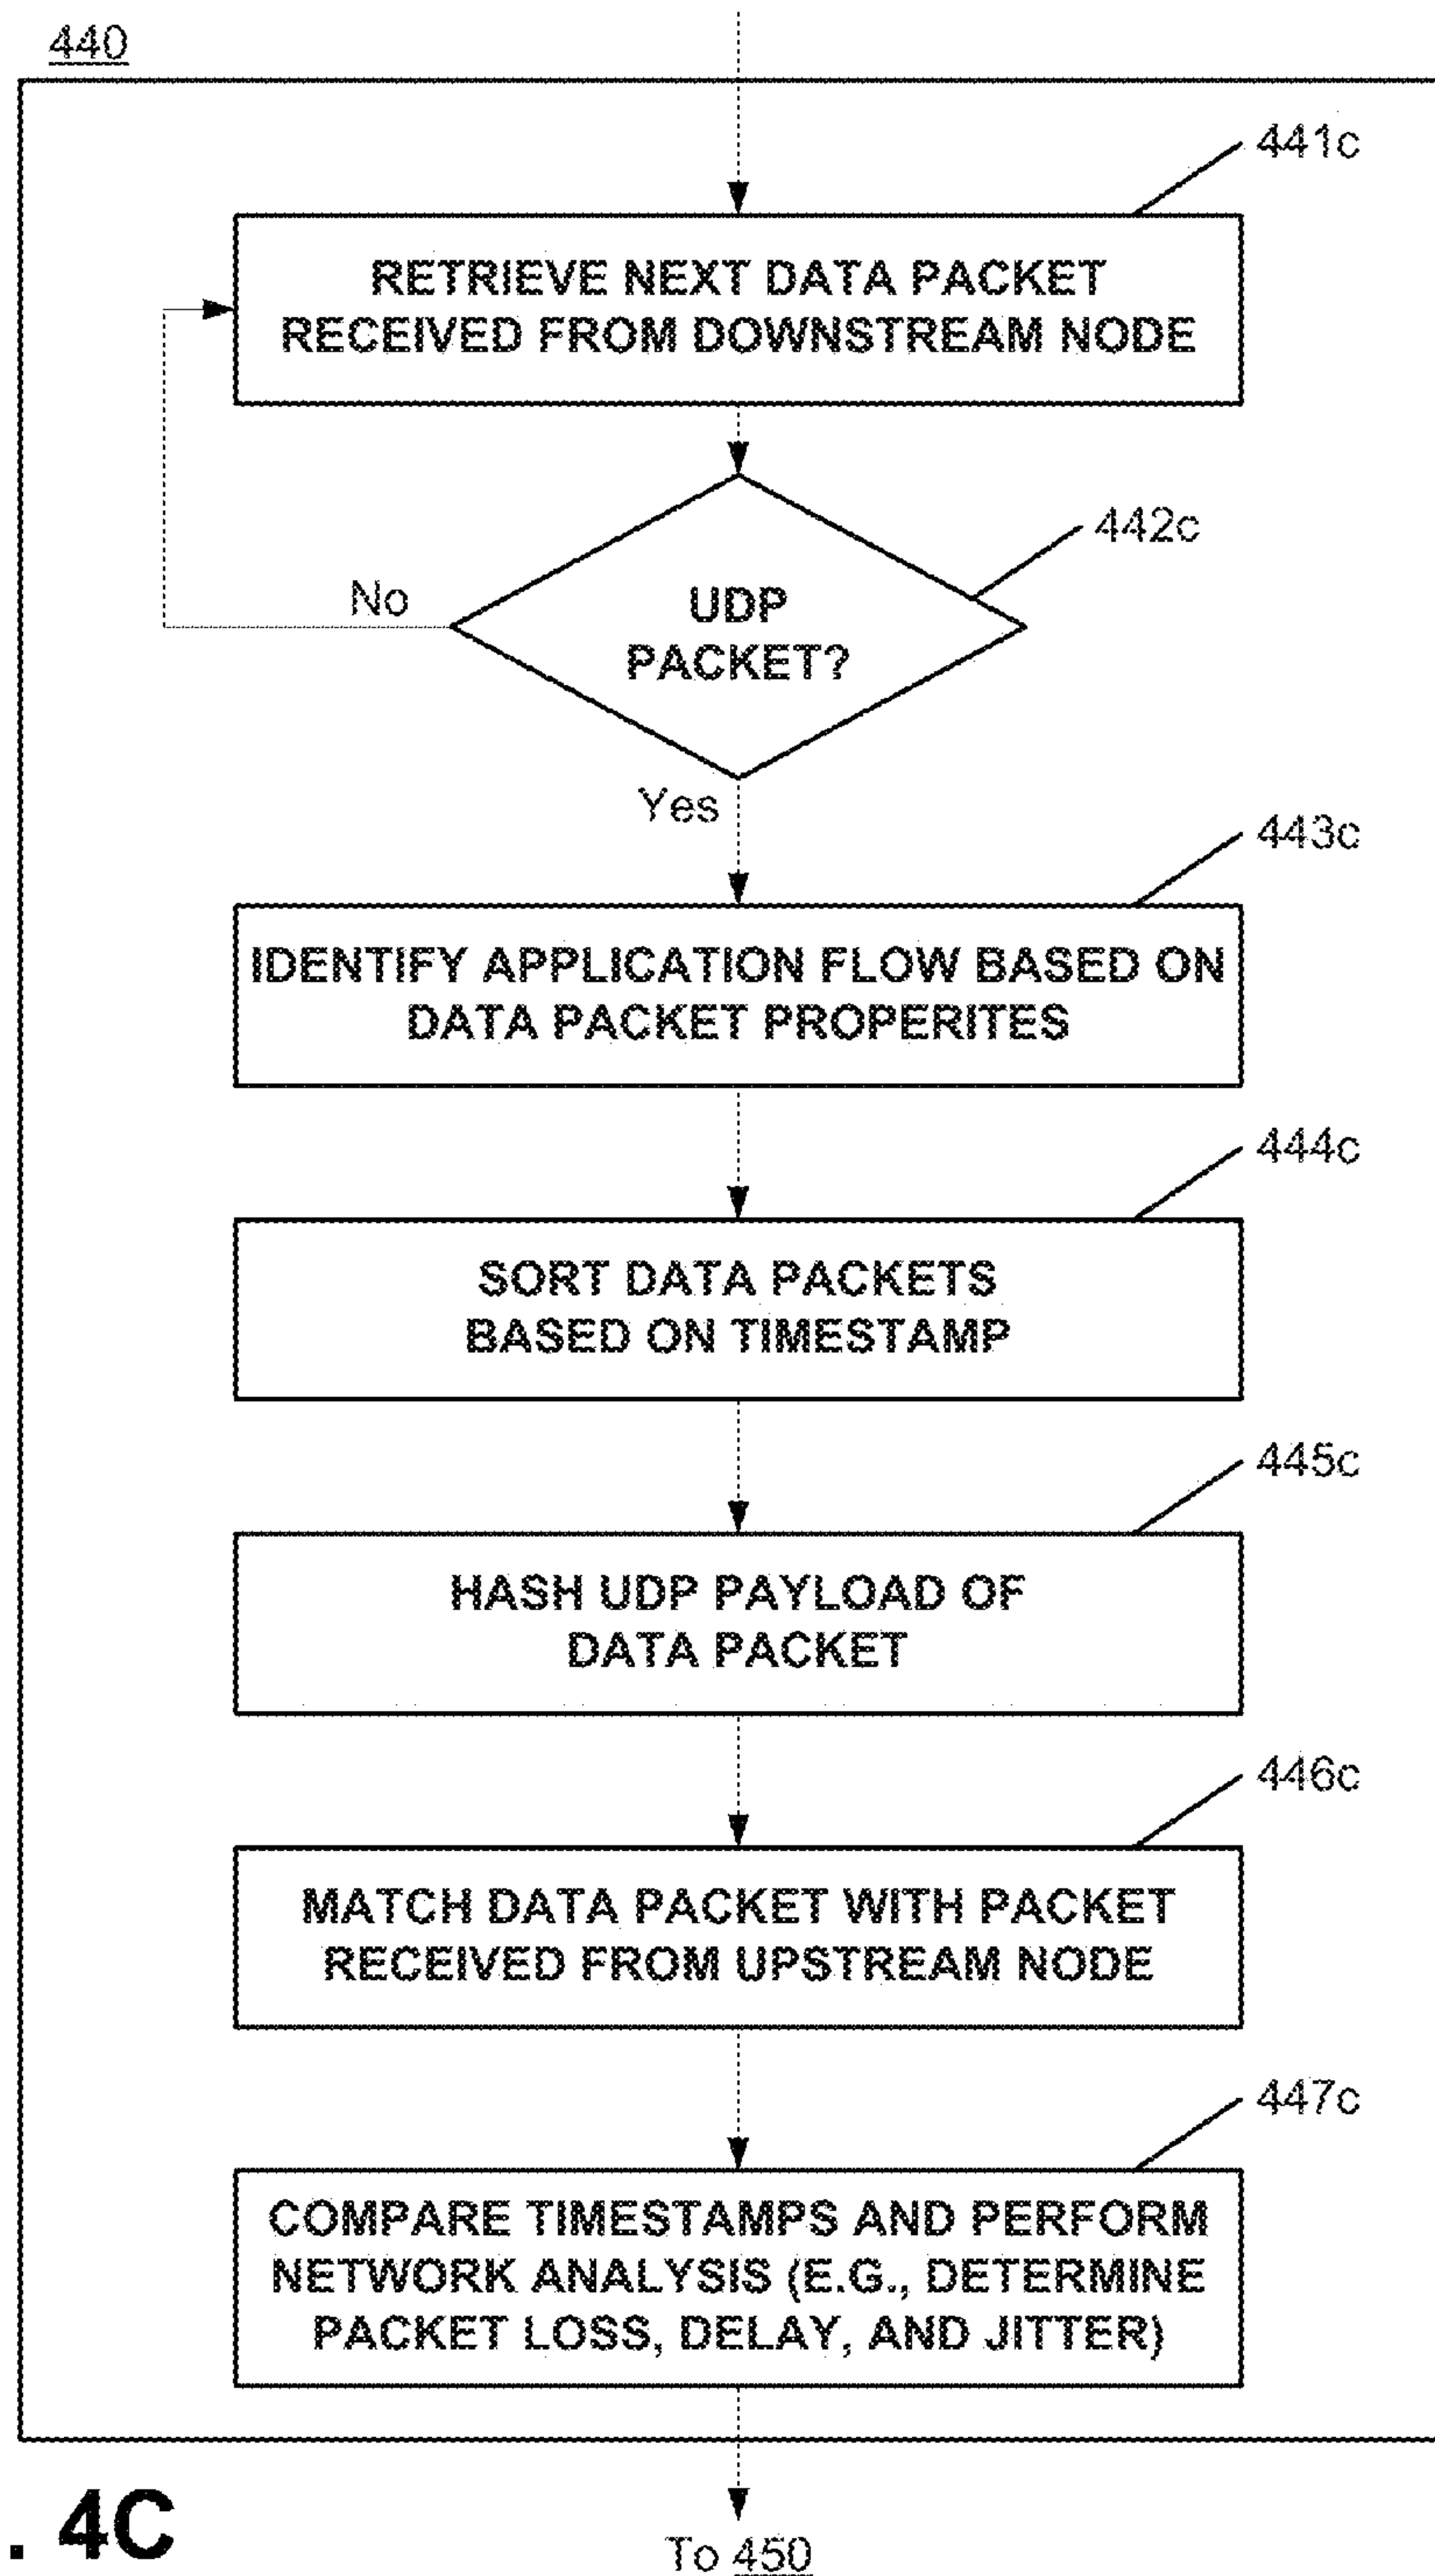 440
441c
RETRIEVE NEXT DATA PACKET
RECEIVED FROM DOWNSTREAM NODE
442c
No
UDP
PACKET?
Yes
443c
IDENTIFY APPLICATION FLOW BASED ON
DATA PACKET PROPERITES
444c
SORT DATA PACKETS
BASED ON TIMESTAMP
445c
HASH UDP PAYLOAD OF
DATA PACKET
446c
MATCH DATA PACKET WITH PACKET
RECEIVED FROM UPSTREAM NODE
447c
COMPARE TIMESTAMPS AND PERFORM
NETWORK ANALYSIS (E.G., DETERMINE
PACKET LOSS, DELAY, AND JITTER)
. 4C
To 450